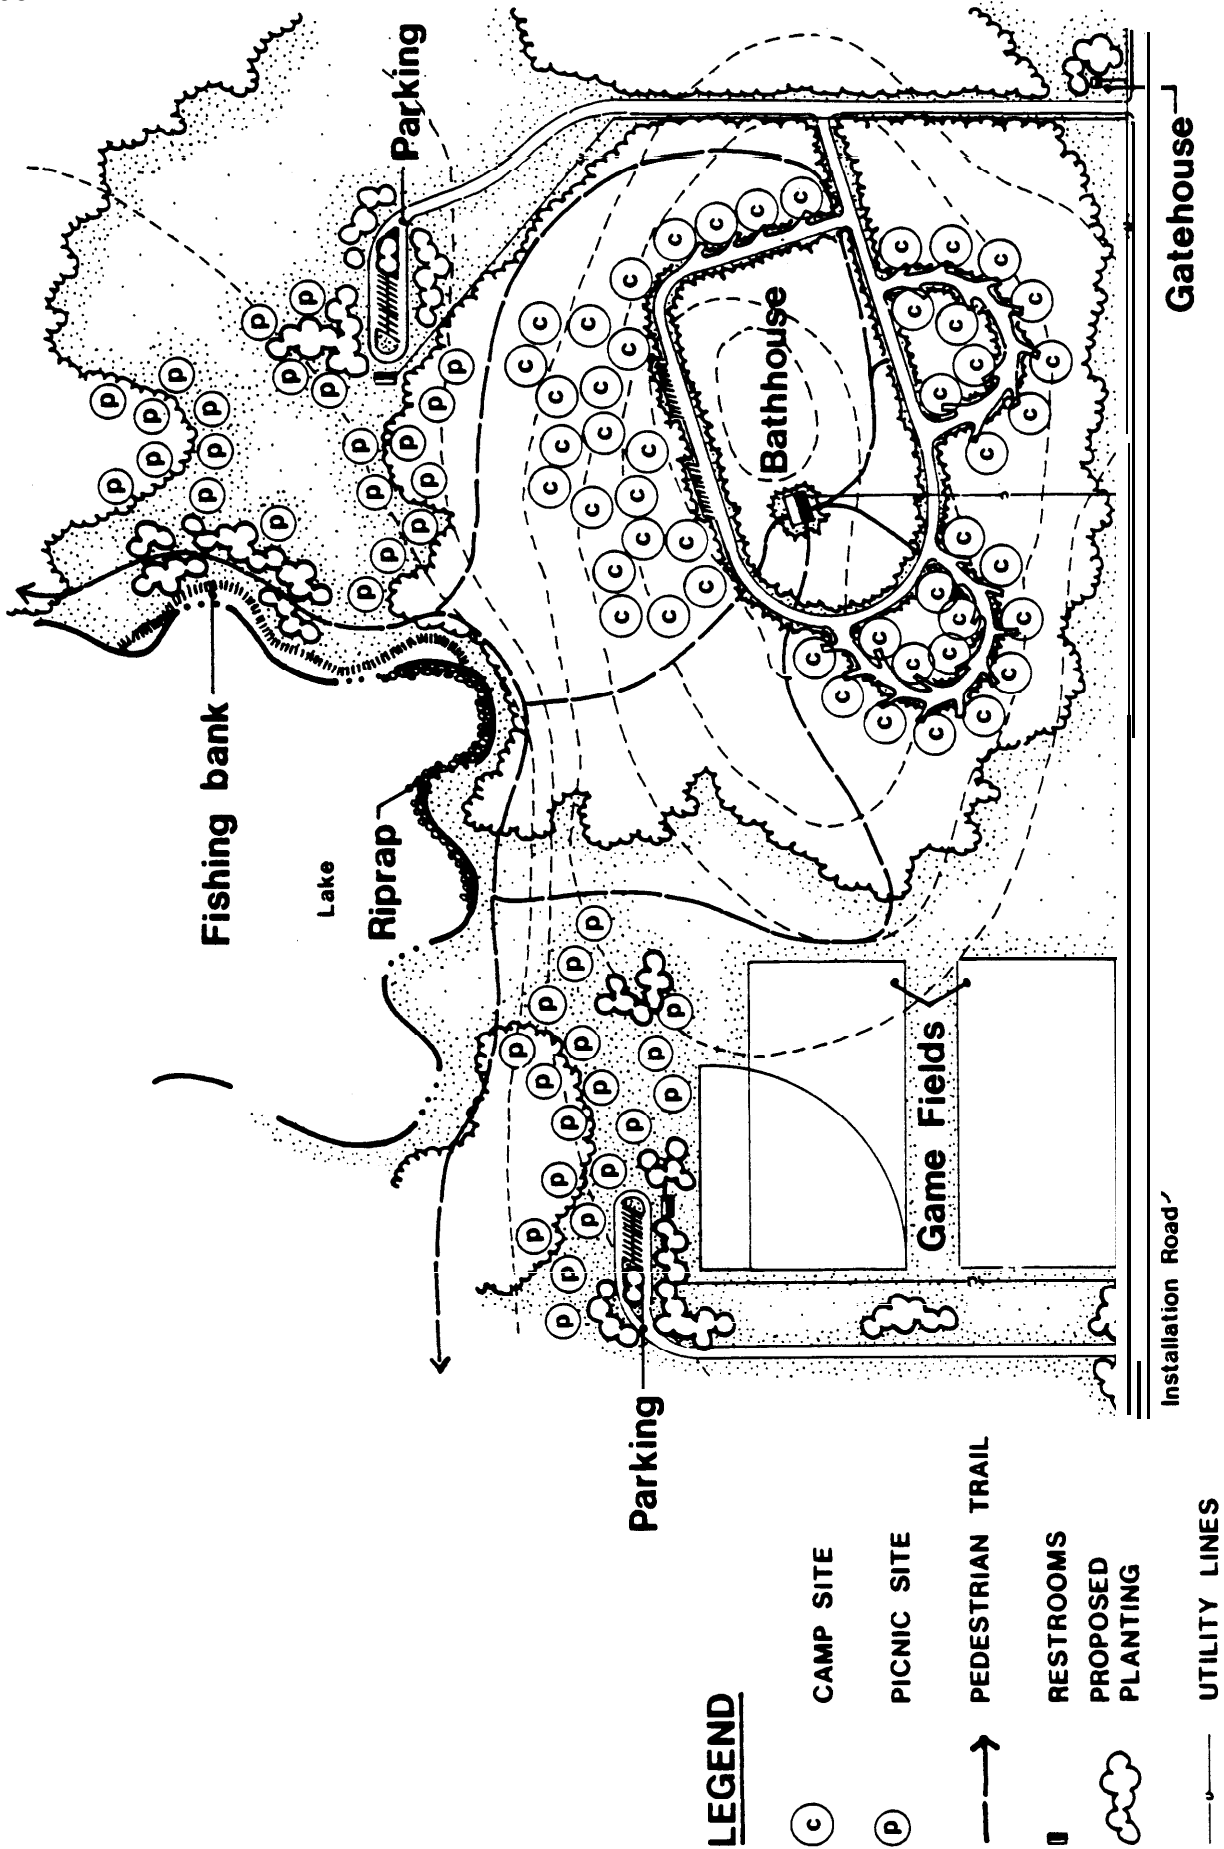 Parking
Gatehouse
Bathhouse
Fishing bank
Lake
Riprap
Game Fields
Installation Road
Parking
LEGEND
c CAMP SITE
p PICNIC SITE
PEDESTRIAN TRAIL
RESTROOMS
PROPOSED
PLANTING
UTILITY LINES